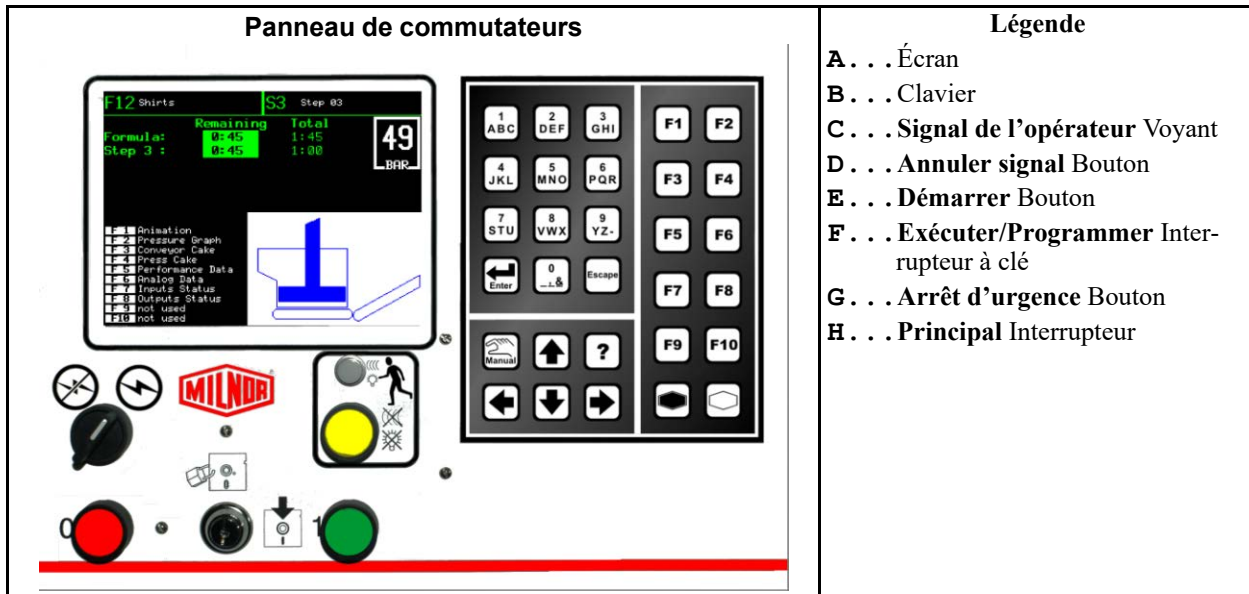 Panneau de commutateurs
F12 Shirts S3 Step 03
Remaining Total
Formula: 0:45 1:45
Step 3 : 0:45 1:00
49
BAR
F 1 Animation
F 2 Pressure Graph
F 3 Conveyor Cake
F 4 Press Cake
F 5 Performance Data
F 6 Analog Data
F 7 Inputs Status
F 8 Outputs Status
F 9 not used
F10 not used
MILNOR
®
0
1
1 ABC
2 DEF
3 GHI
4 JKL
5 MNO
6 PQR
7 STU
8 VWX
9 YZ-
Enter
0
Escape
Manual
?
F1 F2
F3 F4
F5 F6
F7 F8
F9 F10
Légende
A...Écran
B...Clavier
C...Signal de l’opérateur Voyant
D...Annuler signal Bouton
E...Démarrer Bouton
F...Exécuter/Programmer Inter-
rupteur à clé
G...Arrêt d’urgence Bouton
H...Principal Interrupteur